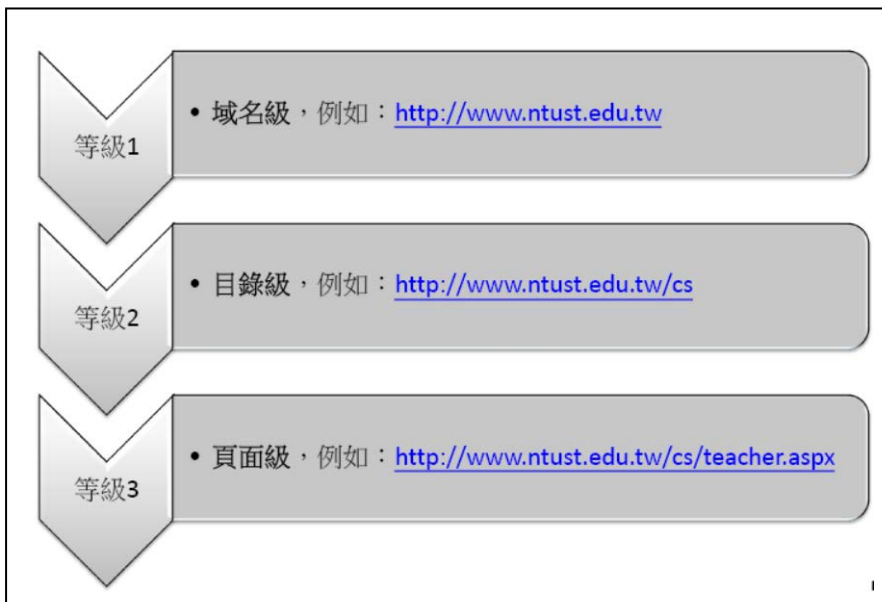 等級1
• 域名級，例如：http://www.ntust.edu.tw
等級2
• 目錄級，例如：http://www.ntust.edu.tw/cs
等級3
• 頁面級，例如：http://www.ntust.edu.tw/cs/teacher.aspx